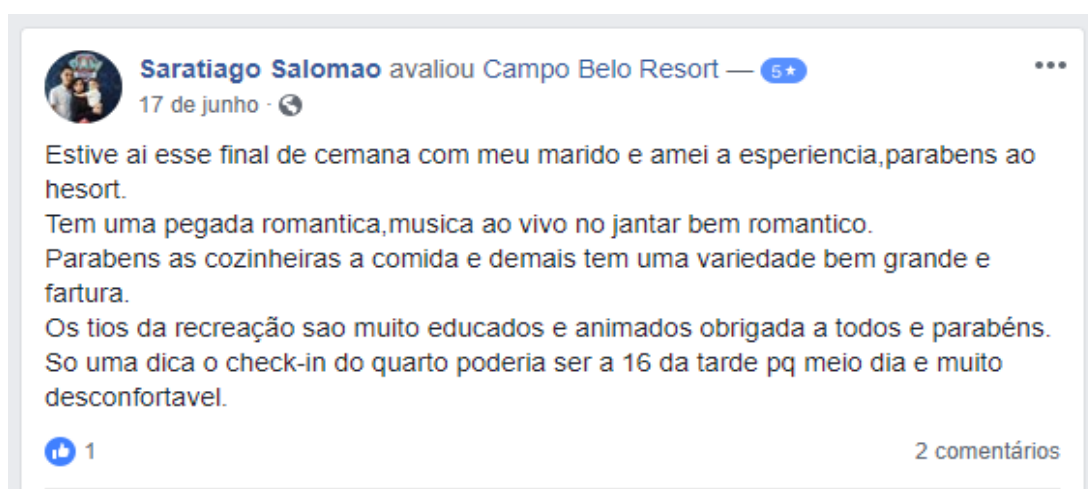 Saratiago Salomao avaliou Campo Belo Resort — 5★
17 de junho ·
Estive ai esse final de cemana com meu marido e amei a esperiencia,parabens ao
hesort.
Tem uma pegada romantica,musica ao vivo no jantar bem romantico.
Parabens as cozinheiras a comida e demais tem uma variedade bem grande e
fartura.
Os tios da recreação sao muito educados e animados obrigada a todos e parabéns.
So uma dica o check-in do quarto poderia ser a 16 da tarde pq meio dia e muito
desconfortavel.
1 2 comentários